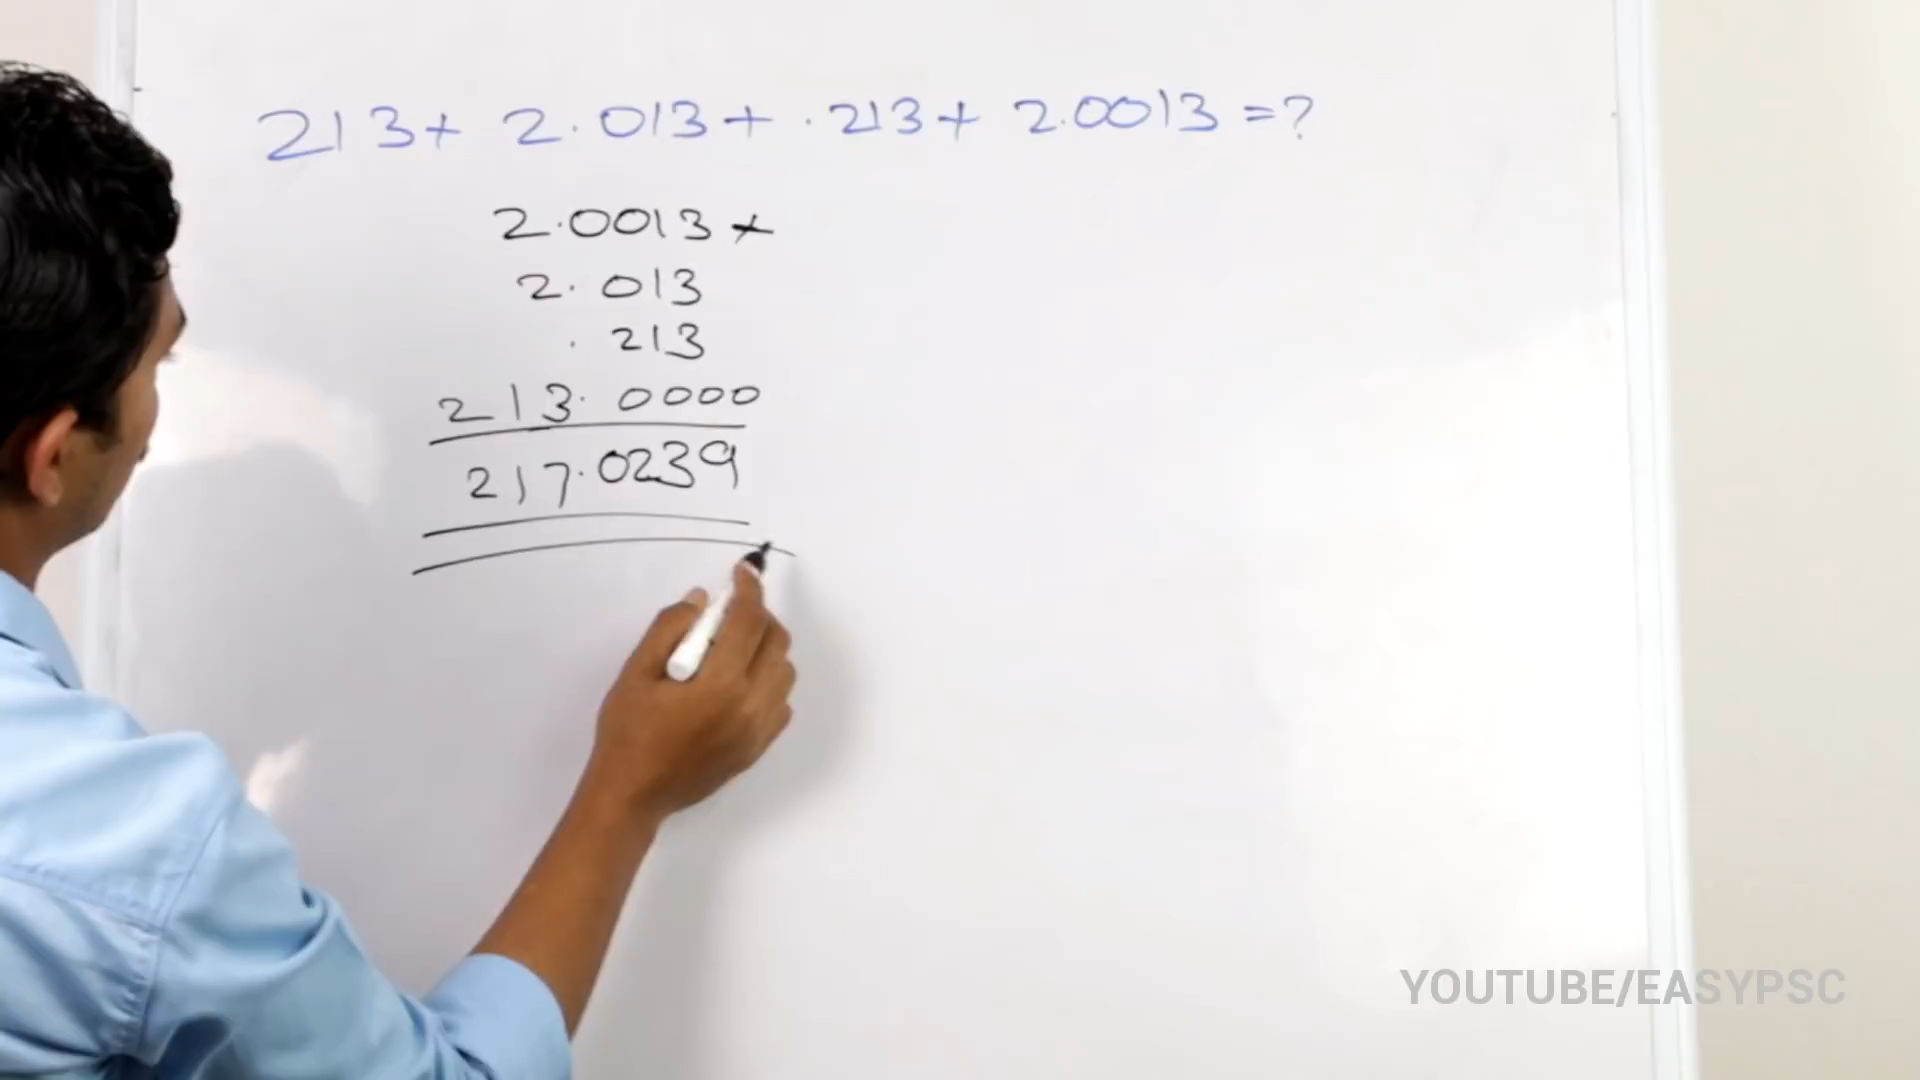 213+ 2.013+ .213+ 2.0013 =?
2.0013 +
2.013
.213
213.0000
217.0239
YOUTUBE/EASYPSC